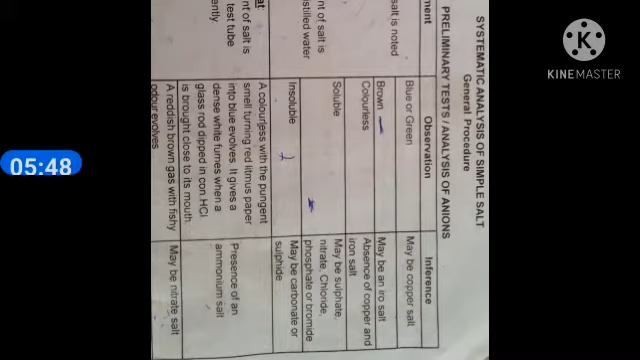 SYSTEMATIC ANALYSIS OF SIMPLE SALT
General Procedure
PRELIMINARY TESTS / ANALYSIS OF ANIONS
ment
Observation
Inference
salt is noted
Blue or Green
May be copper salt
Brown
May be an iro salt
Colourless
Absence of copper and
iron salt
nt of salt is
stilled water
Soluble
May be sulphate,
nitrate, Chloride,
phosphate or bromide
Insoluble
May be carbonate or
sulphide
at
nt of salt is
test tube
ently
A colourless with the pungent
smell turning red litmus paper
into blue evolves. It gives a
dense white fumes when a
glass rod dipped in con. HCl
is brought close to its mouth.
Presence of an
ammonium salt
A reddish brown gas with fishy
odour evolves
May be nitrate salt
05:48
K
KINEMASTER